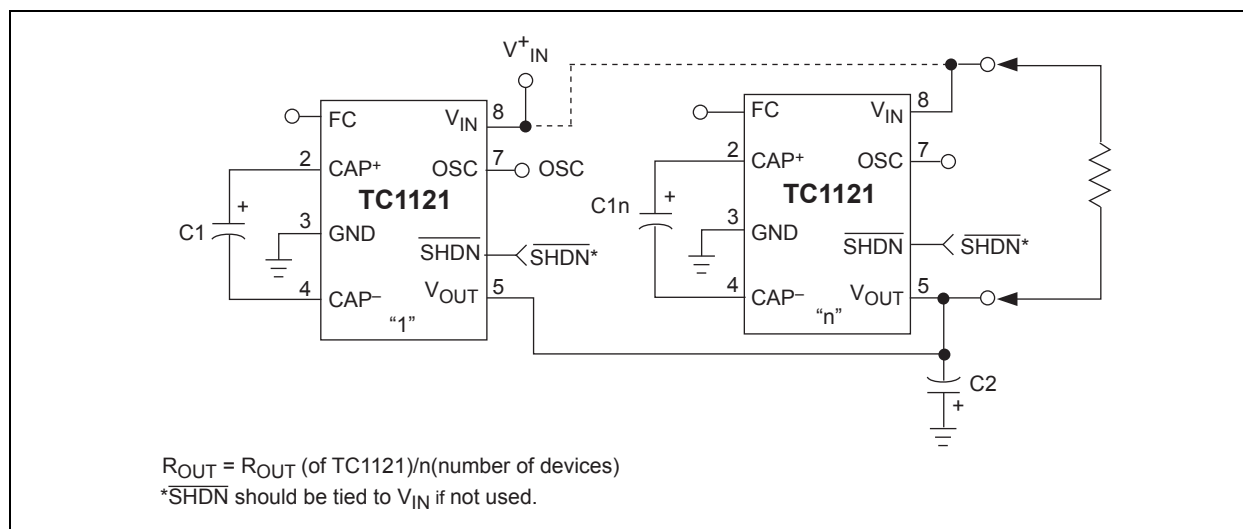 V⁺IN
FC
VIN 8
2 CAP⁺
OSC 7 OSC
TC1121
C1 +
3 GND
SHDN SHDN*
4 CAP⁻
VOUT 5
“1”
FC
VIN 8
2 CAP⁺
OSC 7
TC1121
C1n +
3 GND
SHDN SHDN*
4 CAP⁻
VOUT 5
“n”
C2
+
ROUT = ROUT (of TC1121)/n(number of devices)
*SHDN should be tied to VIN if not used.